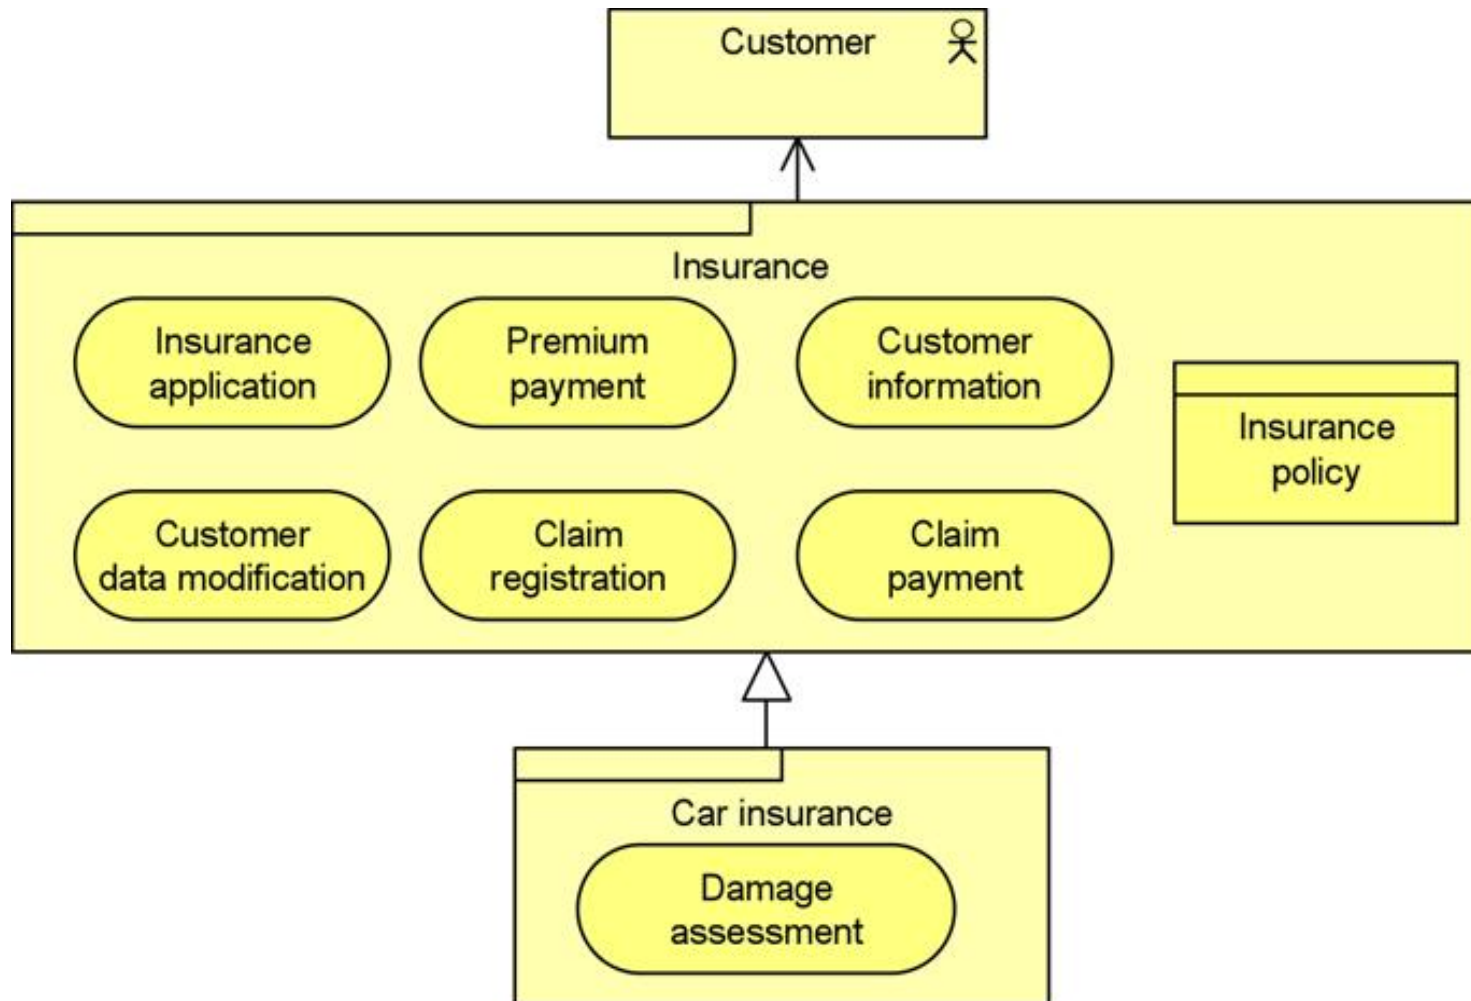 Customer
Insurance
Insurance
application
Premium
payment
Customer
information
Insurance
policy
Customer
data modification
Claim
registration
Claim
payment
Car insurance
Damage
assessment